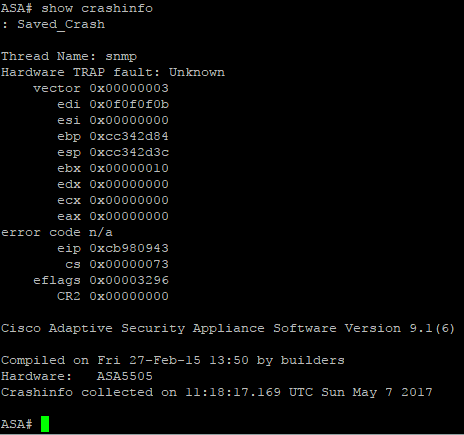 ASA# show crashinfo
: Saved_Crash
Thread Name: snmp
Hardware TRAP fault: Unknown
vector 0x00000003
edi 0x0f0f0f0b
esi 0x00000000
ebp 0xcc342d84
esp 0xcc342d3c
ebx 0x00000010
edx 0x00000000
ecx 0x00000000
eax 0x00000000
error code n/a
eip 0xcb980943
cs 0x00000073
eflags 0x00003296
CR2 0x00000000
Cisco Adaptive Security Appliance Software Version 9.1(6)
Compiled on Fri 27-Feb-15 13:50 by builders
Hardware:   ASA5505
Crashinfo collected on 11:18:17.169 UTC Sun May 7 2017
ASA#